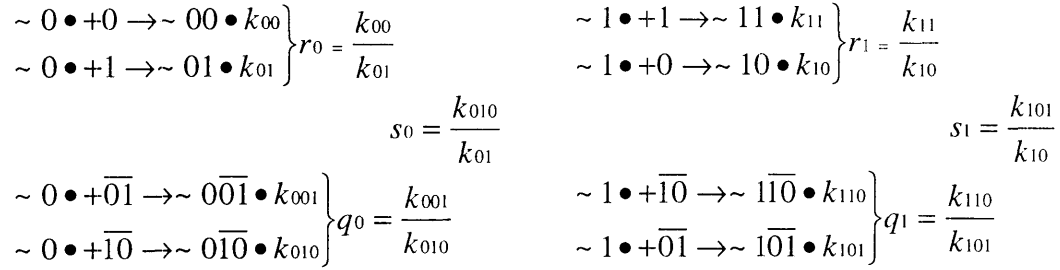 ~ 0 • +0 →~ 00 • k00 } r0 = k00/k01
~ 0 • +1 →~ 01 • k01
s0 = k010/k01
~ 0 • +0̅1̅ →~ 00̅1̅ • k001 } q0 = k001/k010
~ 0 • +1̅0̅ →~ 01̅0̅ • k010
~ 1 • +1 →~ 11 • k11 } r1 = k11/k10
~ 1 • +0 →~ 10 • k10
s1 = k101/k10
~ 1 • +1̅0̅ →~ 11̅0̅ • k110 } q1 = k110/k101
~ 1 • +0̅1̅ →~ 10̅1̅ • k101